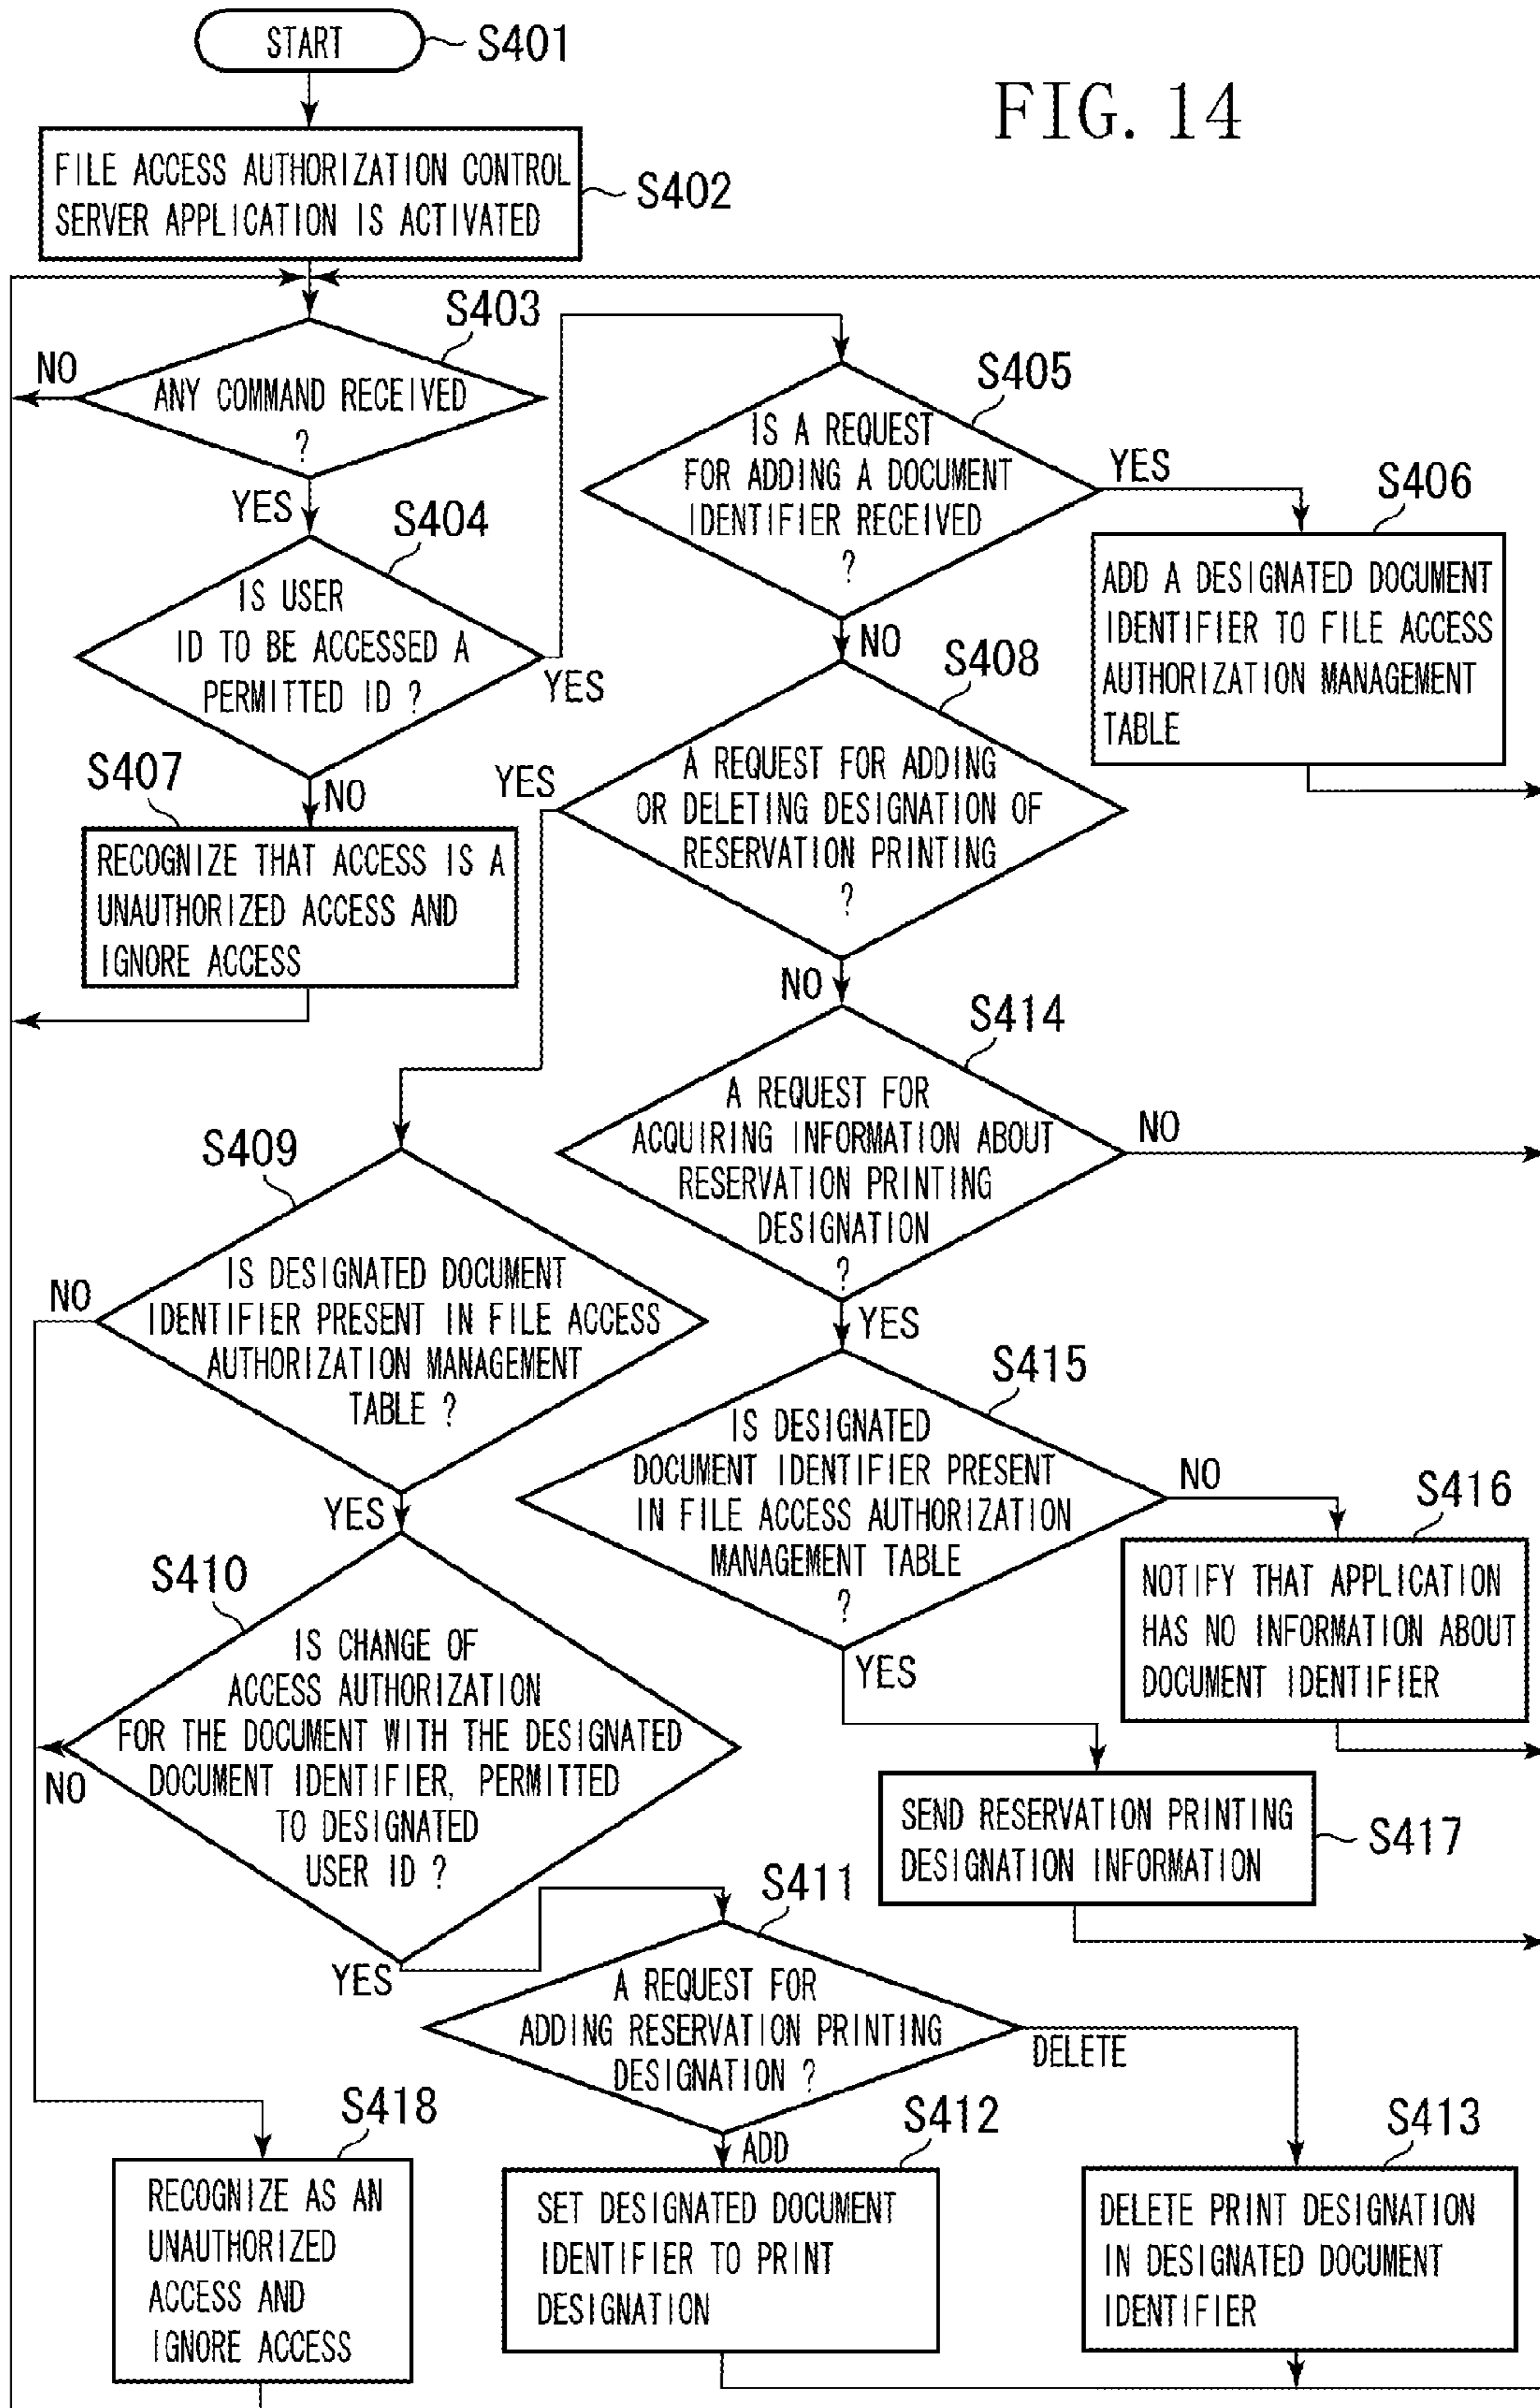 FIG. 14
START
S401
FILE ACCESS AUTHORIZATION CONTROL
SERVER APPLICATION IS ACTIVATED
S402
S403
ANY COMMAND RECEIVED
?
NO
YES
S404
IS USER
ID TO BE ACCESSED A
PERMITTED ID ?
YES
NO
S407
RECOGNIZE THAT ACCESS IS A
UNAUTHORIZED ACCESS AND
IGNORE ACCESS
S405
IS A REQUEST
FOR ADDING A DOCUMENT
IDENTIFIER RECEIVED
?
YES
NO
S406
ADD A DESIGNATED DOCUMENT
IDENTIFIER TO FILE ACCESS
AUTHORIZATION MANAGEMENT
TABLE
S408
A REQUEST FOR ADDING
OR DELETING DESIGNATION OF
RESERVATION PRINTING
?
YES
NO
S414
A REQUEST FOR
ACQUIRING INFORMATION ABOUT
RESERVATION PRINTING
DESIGNATION
?
NO
YES
S409
IS DESIGNATED DOCUMENT
IDENTIFIER PRESENT IN FILE ACCESS
AUTHORIZATION MANAGEMENT
TABLE ?
NO
YES
S415
IS DESIGNATED
DOCUMENT IDENTIFIER PRESENT
IN FILE ACCESS AUTHORIZATION
MANAGEMENT TABLE
?
NO
YES
S416
NOTIFY THAT APPLICATION
HAS NO INFORMATION ABOUT
DOCUMENT IDENTIFIER
S410
IS CHANGE OF
ACCESS AUTHORIZATION
FOR THE DOCUMENT WITH THE DESIGNATED
DOCUMENT IDENTIFIER, PERMITTED
TO DESIGNATED
USER ID ?
NO
YES
SEND RESERVATION PRINTING
DESIGNATION INFORMATION
S417
S411
A REQUEST FOR
ADDING RESERVATION PRINTING
DESIGNATION ?
DELETE
ADD
S418
RECOGNIZE AS AN
UNAUTHORIZED
ACCESS AND
IGNORE ACCESS
S412
SET DESIGNATED DOCUMENT
IDENTIFIER TO PRINT
DESIGNATION
S413
DELETE PRINT DESIGNATION
IN DESIGNATED DOCUMENT
IDENTIFIER